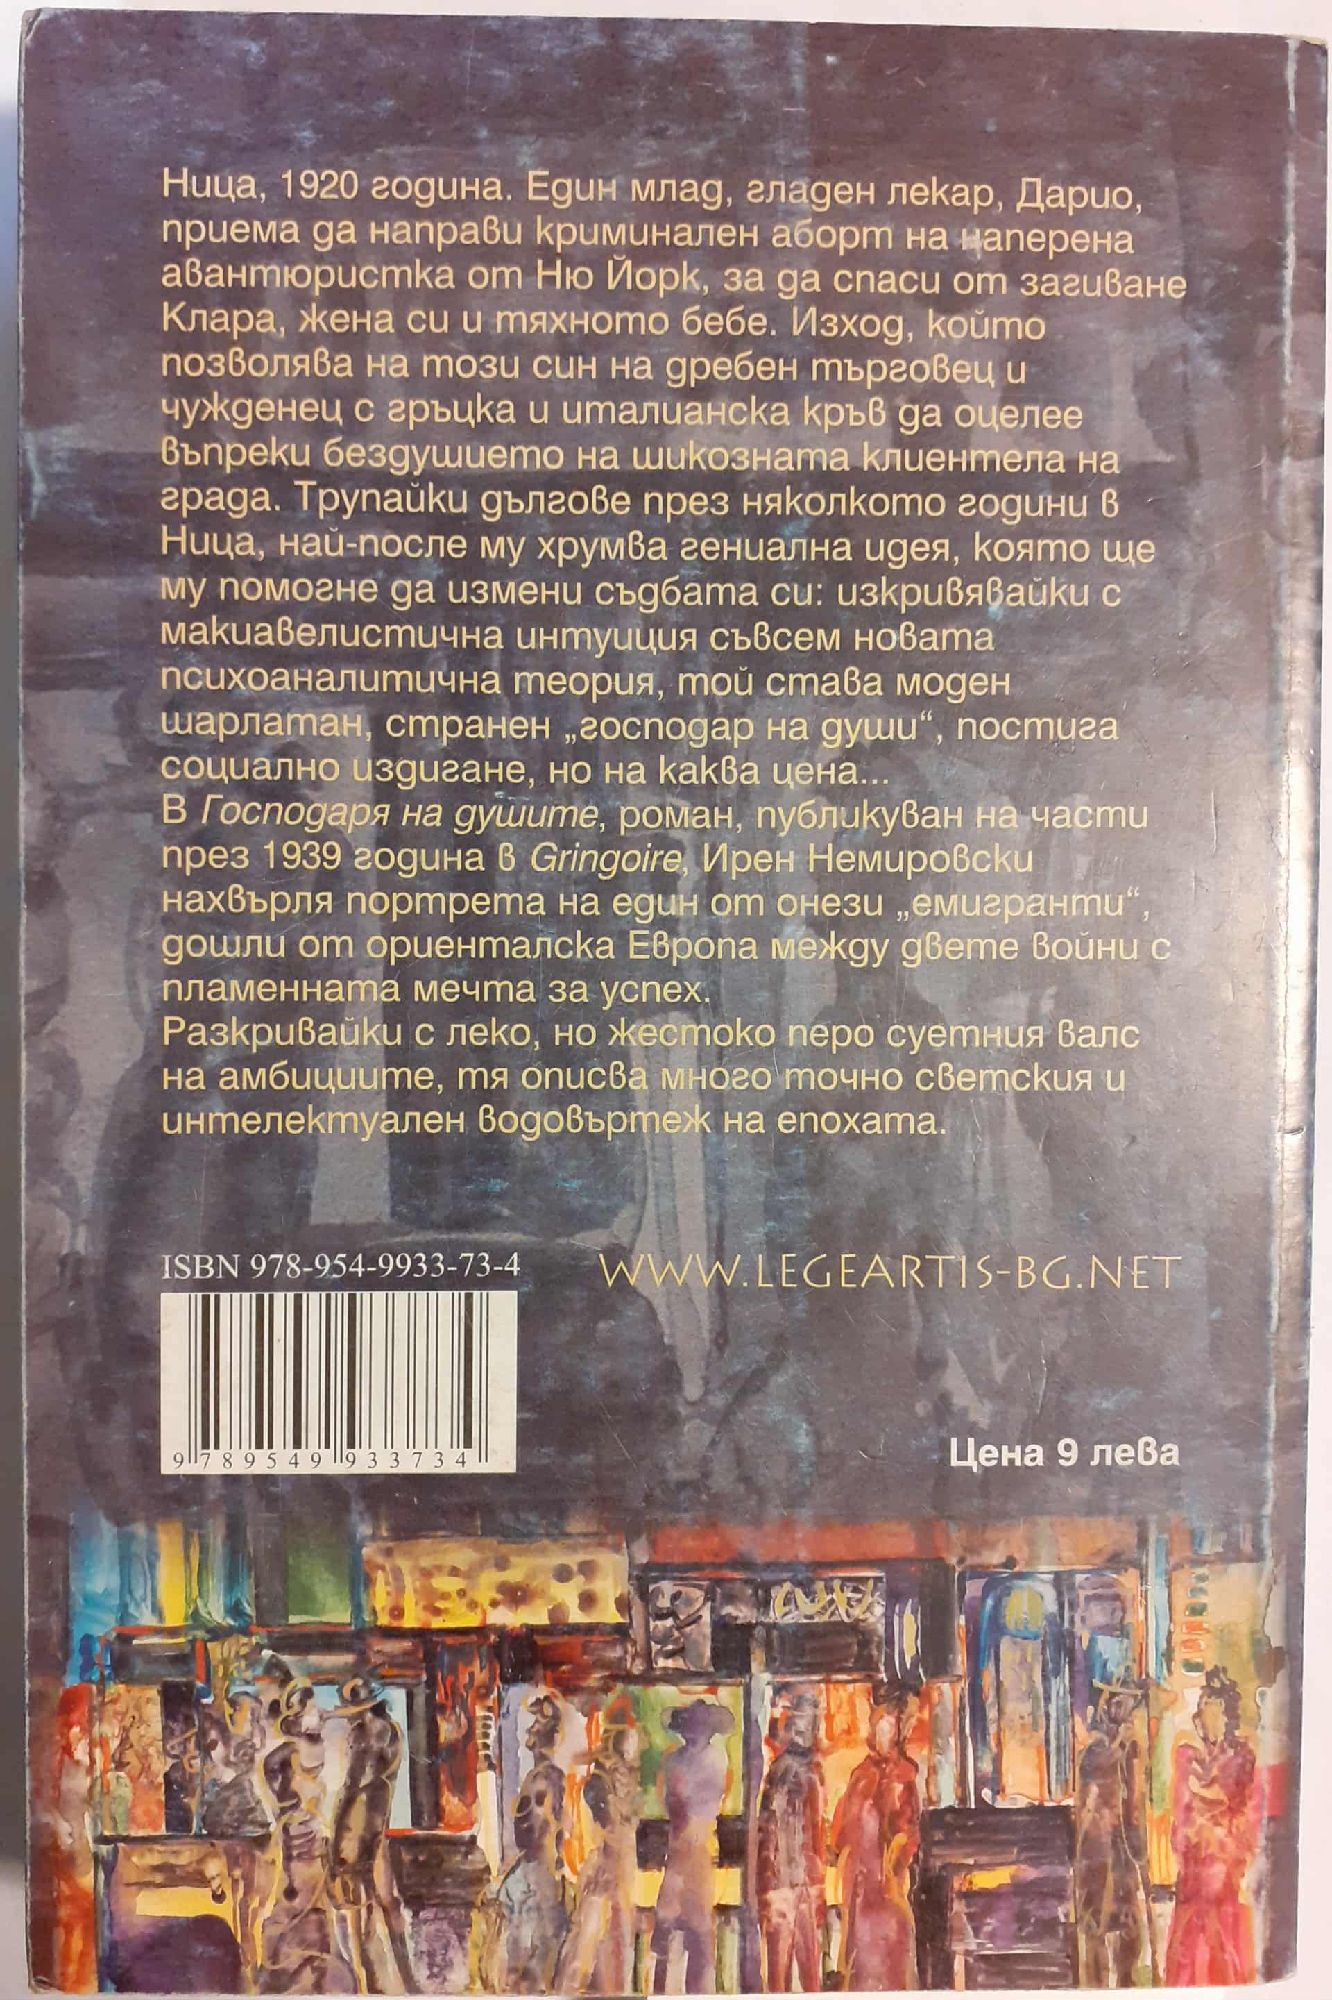 Ница, 1920 година. Един млад, гладен лекар, Дарио,
приема да направи криминален аборт на наперена
авантюристка от Ню Йорк, за да спаси от загиване
Клара, жена си и тяхното бебе. Изход, който
позволява на този син на дребен търговец и
чужденец с гръцка и италианска кръв да оцелее
въпреки бездушието на шикозната клиентела на
града. Трупайки дългове през няколкото години в
Ница, най-после му хрумва гениална идея, която ще
му помогне да измени съдбата си: изкривявайки с
макиавелистична интуиция съвсем новата
психоаналитична теория, той става моден
шарлатан, странен „господар на души“, постига
социално издигане, но на каква цена...
В Господаря на душите, роман, публикуван на части
през 1939 година в Gringoire, Ирен Немировски
нахвърля портрета на един от онези „емигранти“,
дошли от ориенталска Европа между двете войни с
пламенната мечта за успех.
Разкривайки с леко, но жестоко перо суетния валс
на амбициите, тя описва много точно светския и
интелектуален водовъртеж на епохата.
ISBN 978-954-9933-73-4
WWW.LEGEARTIS-BG.NET
9 789549 933734
Цена 9 лева